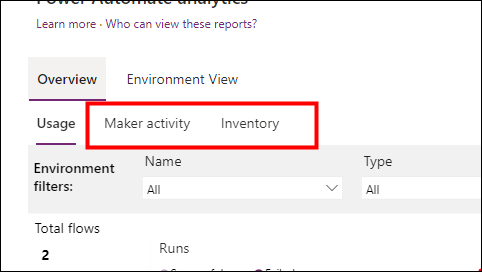 Power Automate analytics
Learn more · Who can view these reports?
Overview Environment View
Usage Maker activity Inventory
Environment filters:
Name
All
Type
All
Total flows
2
Runs